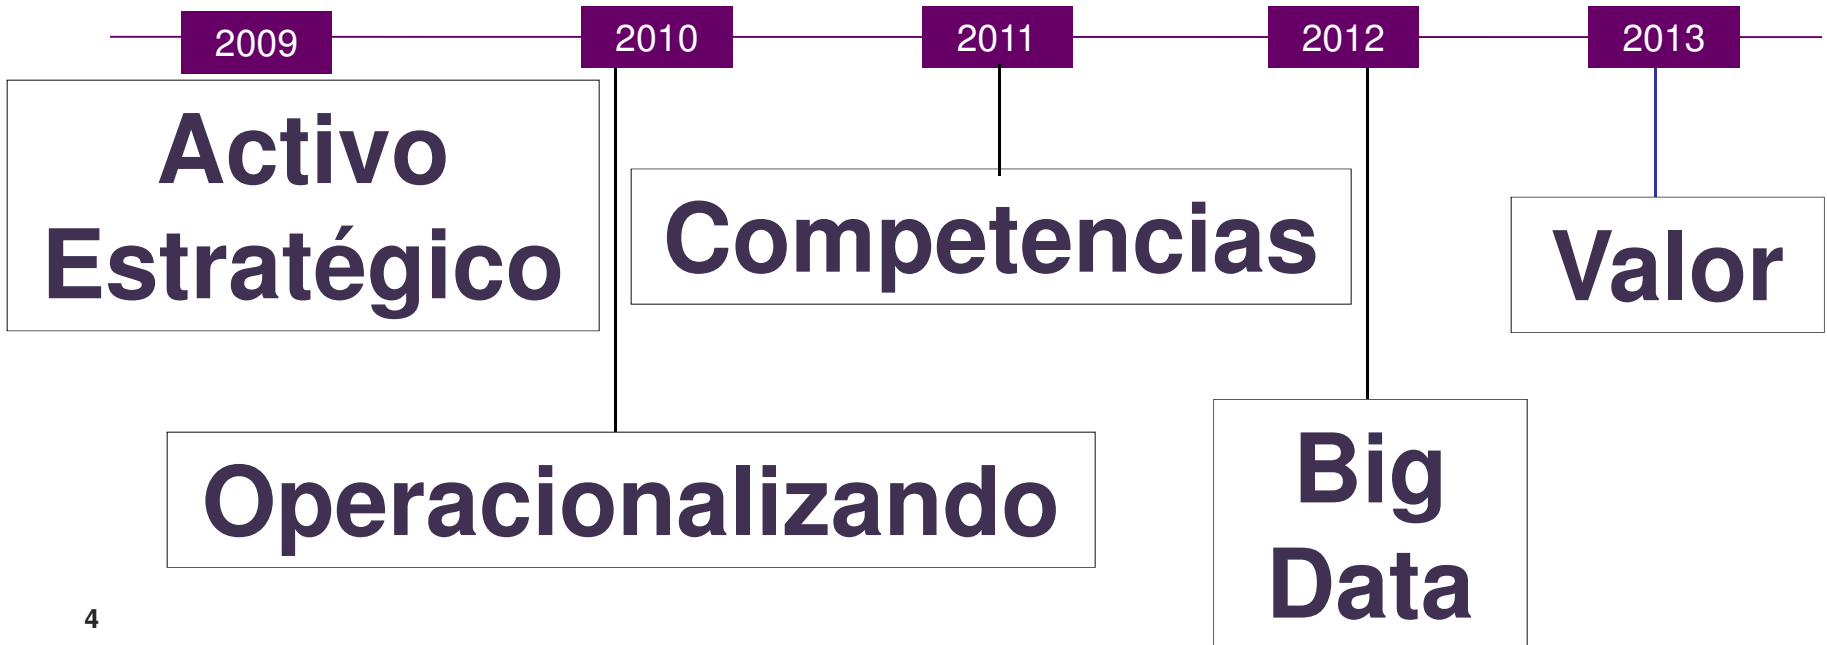 2009
2010
2011
2012
2013
Activo
Estratégico
Competencias
Valor
Operacionalizando
Big
Data
4